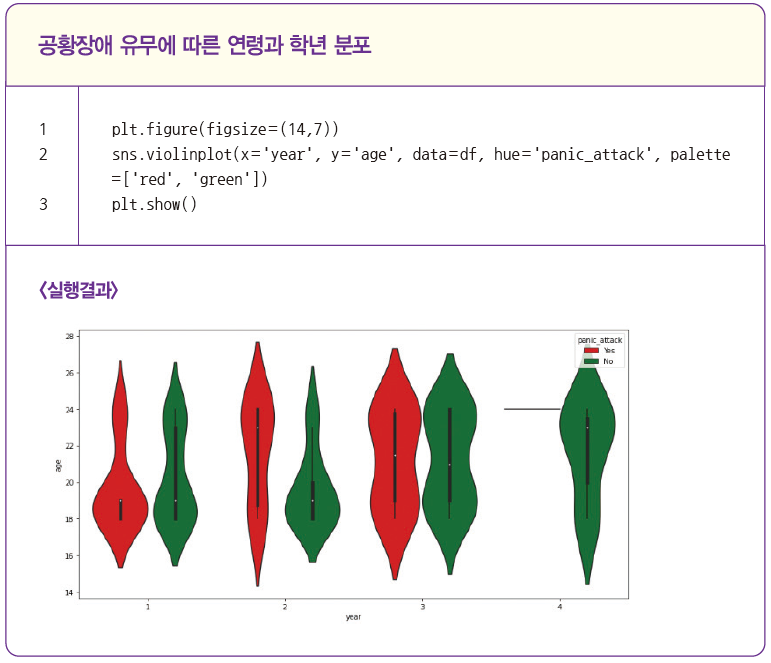 공황장애 유무에 따른 연령과 학년 분포
1 plt.figure(figsize=(14,7))
2 sns.violinplot(x='year', y='age', data=df, hue='panic_attack', palette
=['red', 'green'])
3 plt.show()
〈실행결과〉
panic_attack
Yes
No
28
26
24
22
20
18
16
14
age
1 2 3 4
year